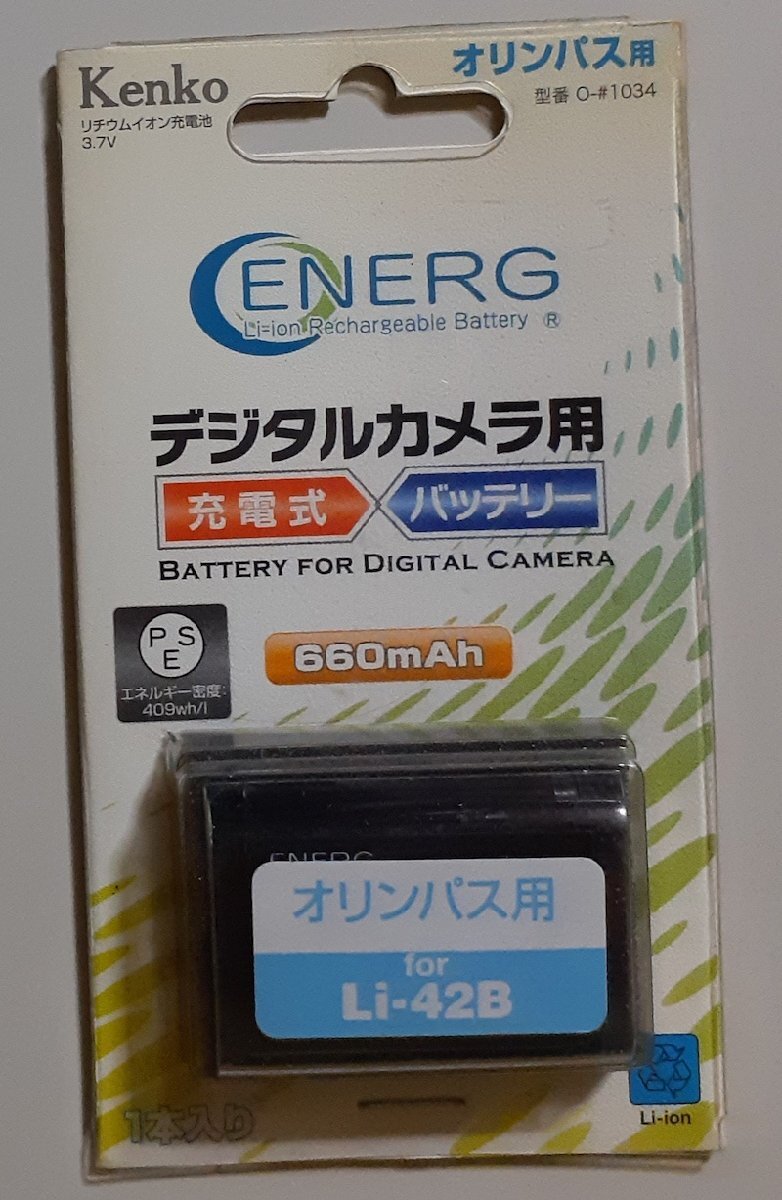 Kenko
リチウムイオン充電池
3.7V
オリンパス用
型番 O-#1034
ENERG
Li-ion Rechargeable Battery ®
デジタルカメラ用
充電式
バッテリー
BATTERY FOR DIGITAL CAMERA
PSE
エネルギー密度:
409wh/l
660mAh
ENERG
オリンパス用
for
Li-42B
1本入り
Li-ion